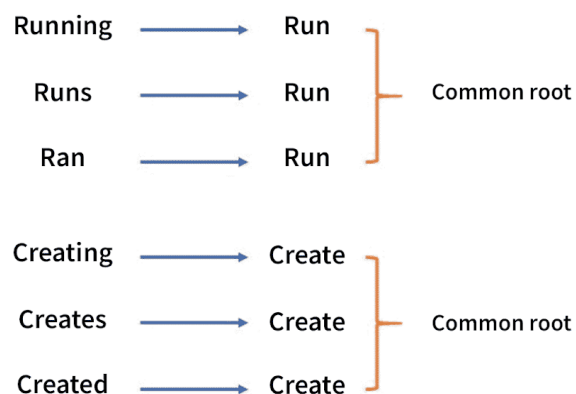 Running Run
Runs Run Common root
Ran Run
Creating Create
Creates Create Common root
Created Create